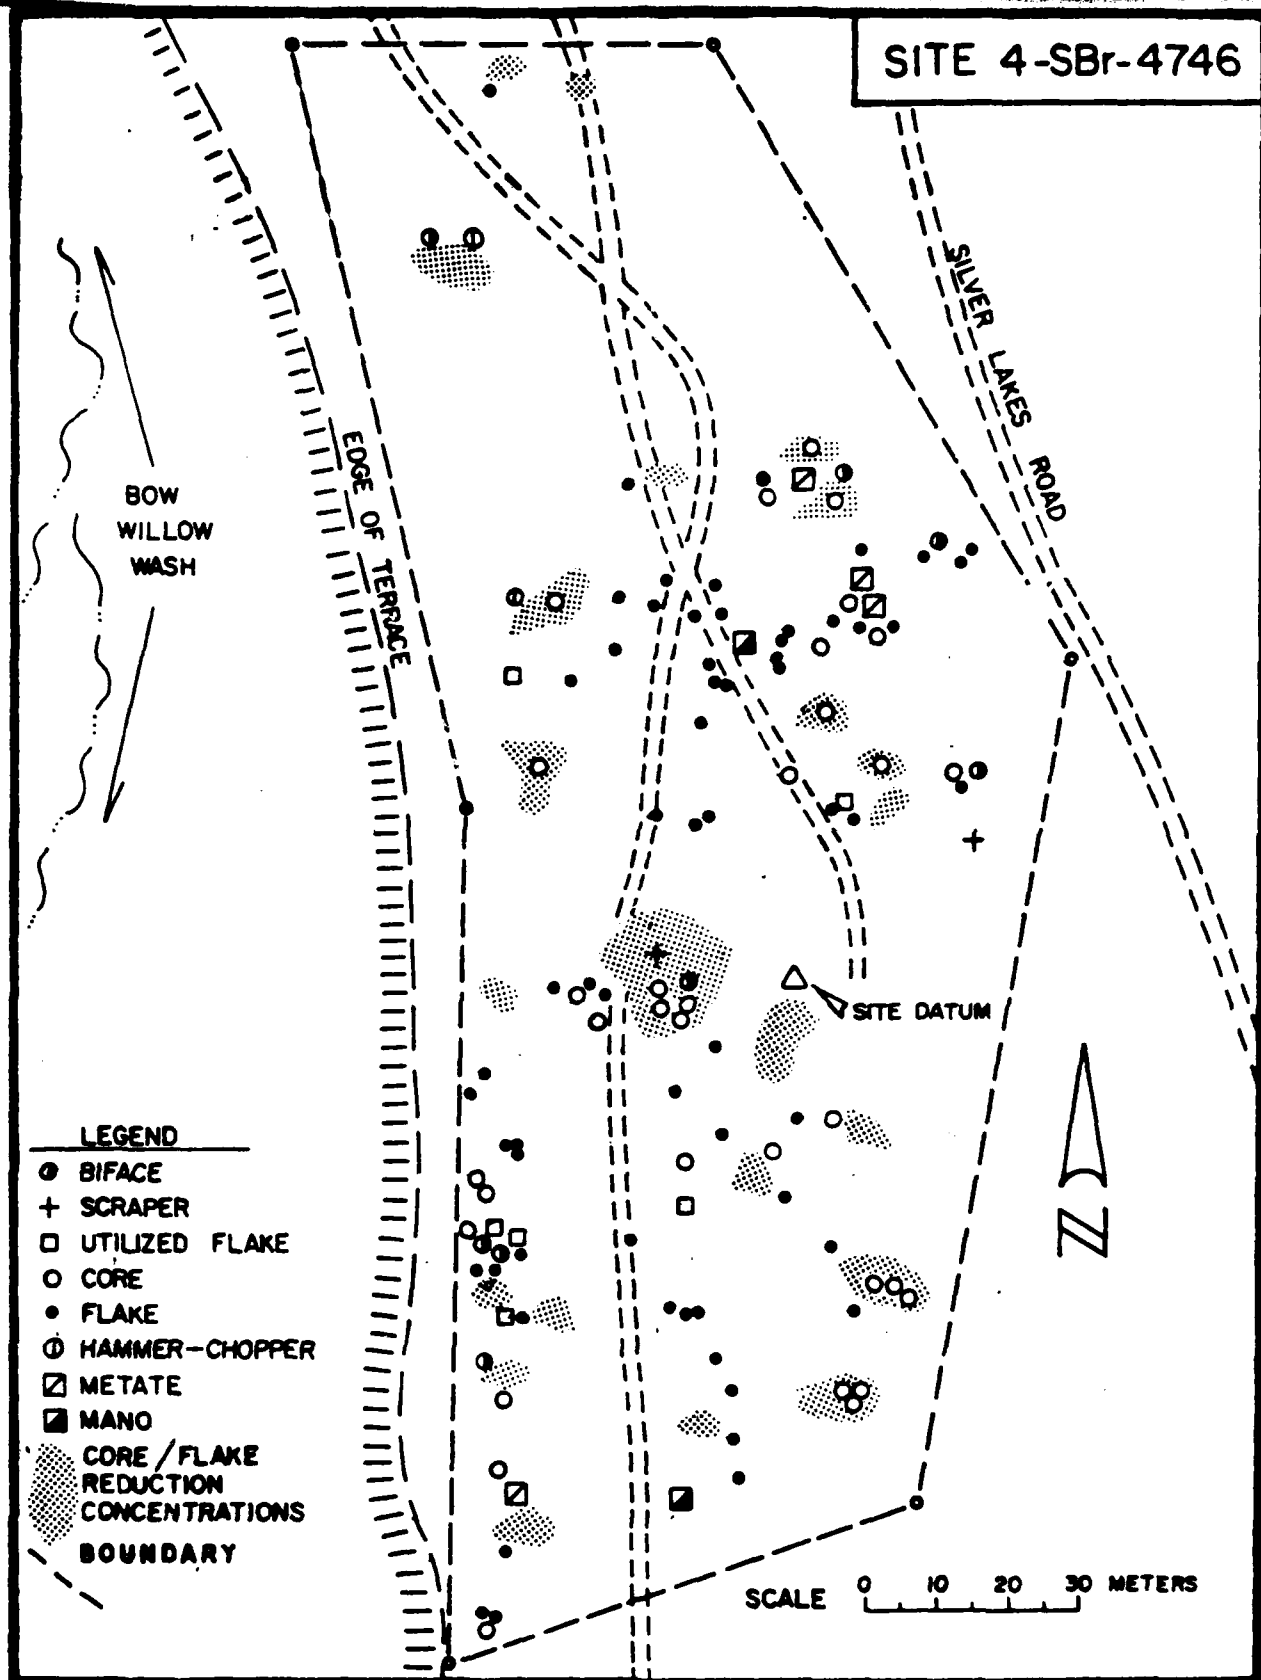 SITE 4-SBr-4746
SILVER LAKES ROAD
EDGE OF TERRACE
BOW
WILLOW
WASH
SITE DATUM
LEGEND
BIFACE
SCRAPER
UTILIZED FLAKE
CORE
FLAKE
HAMMER-CHOPPER
METATE
MANO
CORE/FLAKE
REDUCTION
CONCENTRATIONS
BOUNDARY
N
SCALE 0 10 20 30 METERS